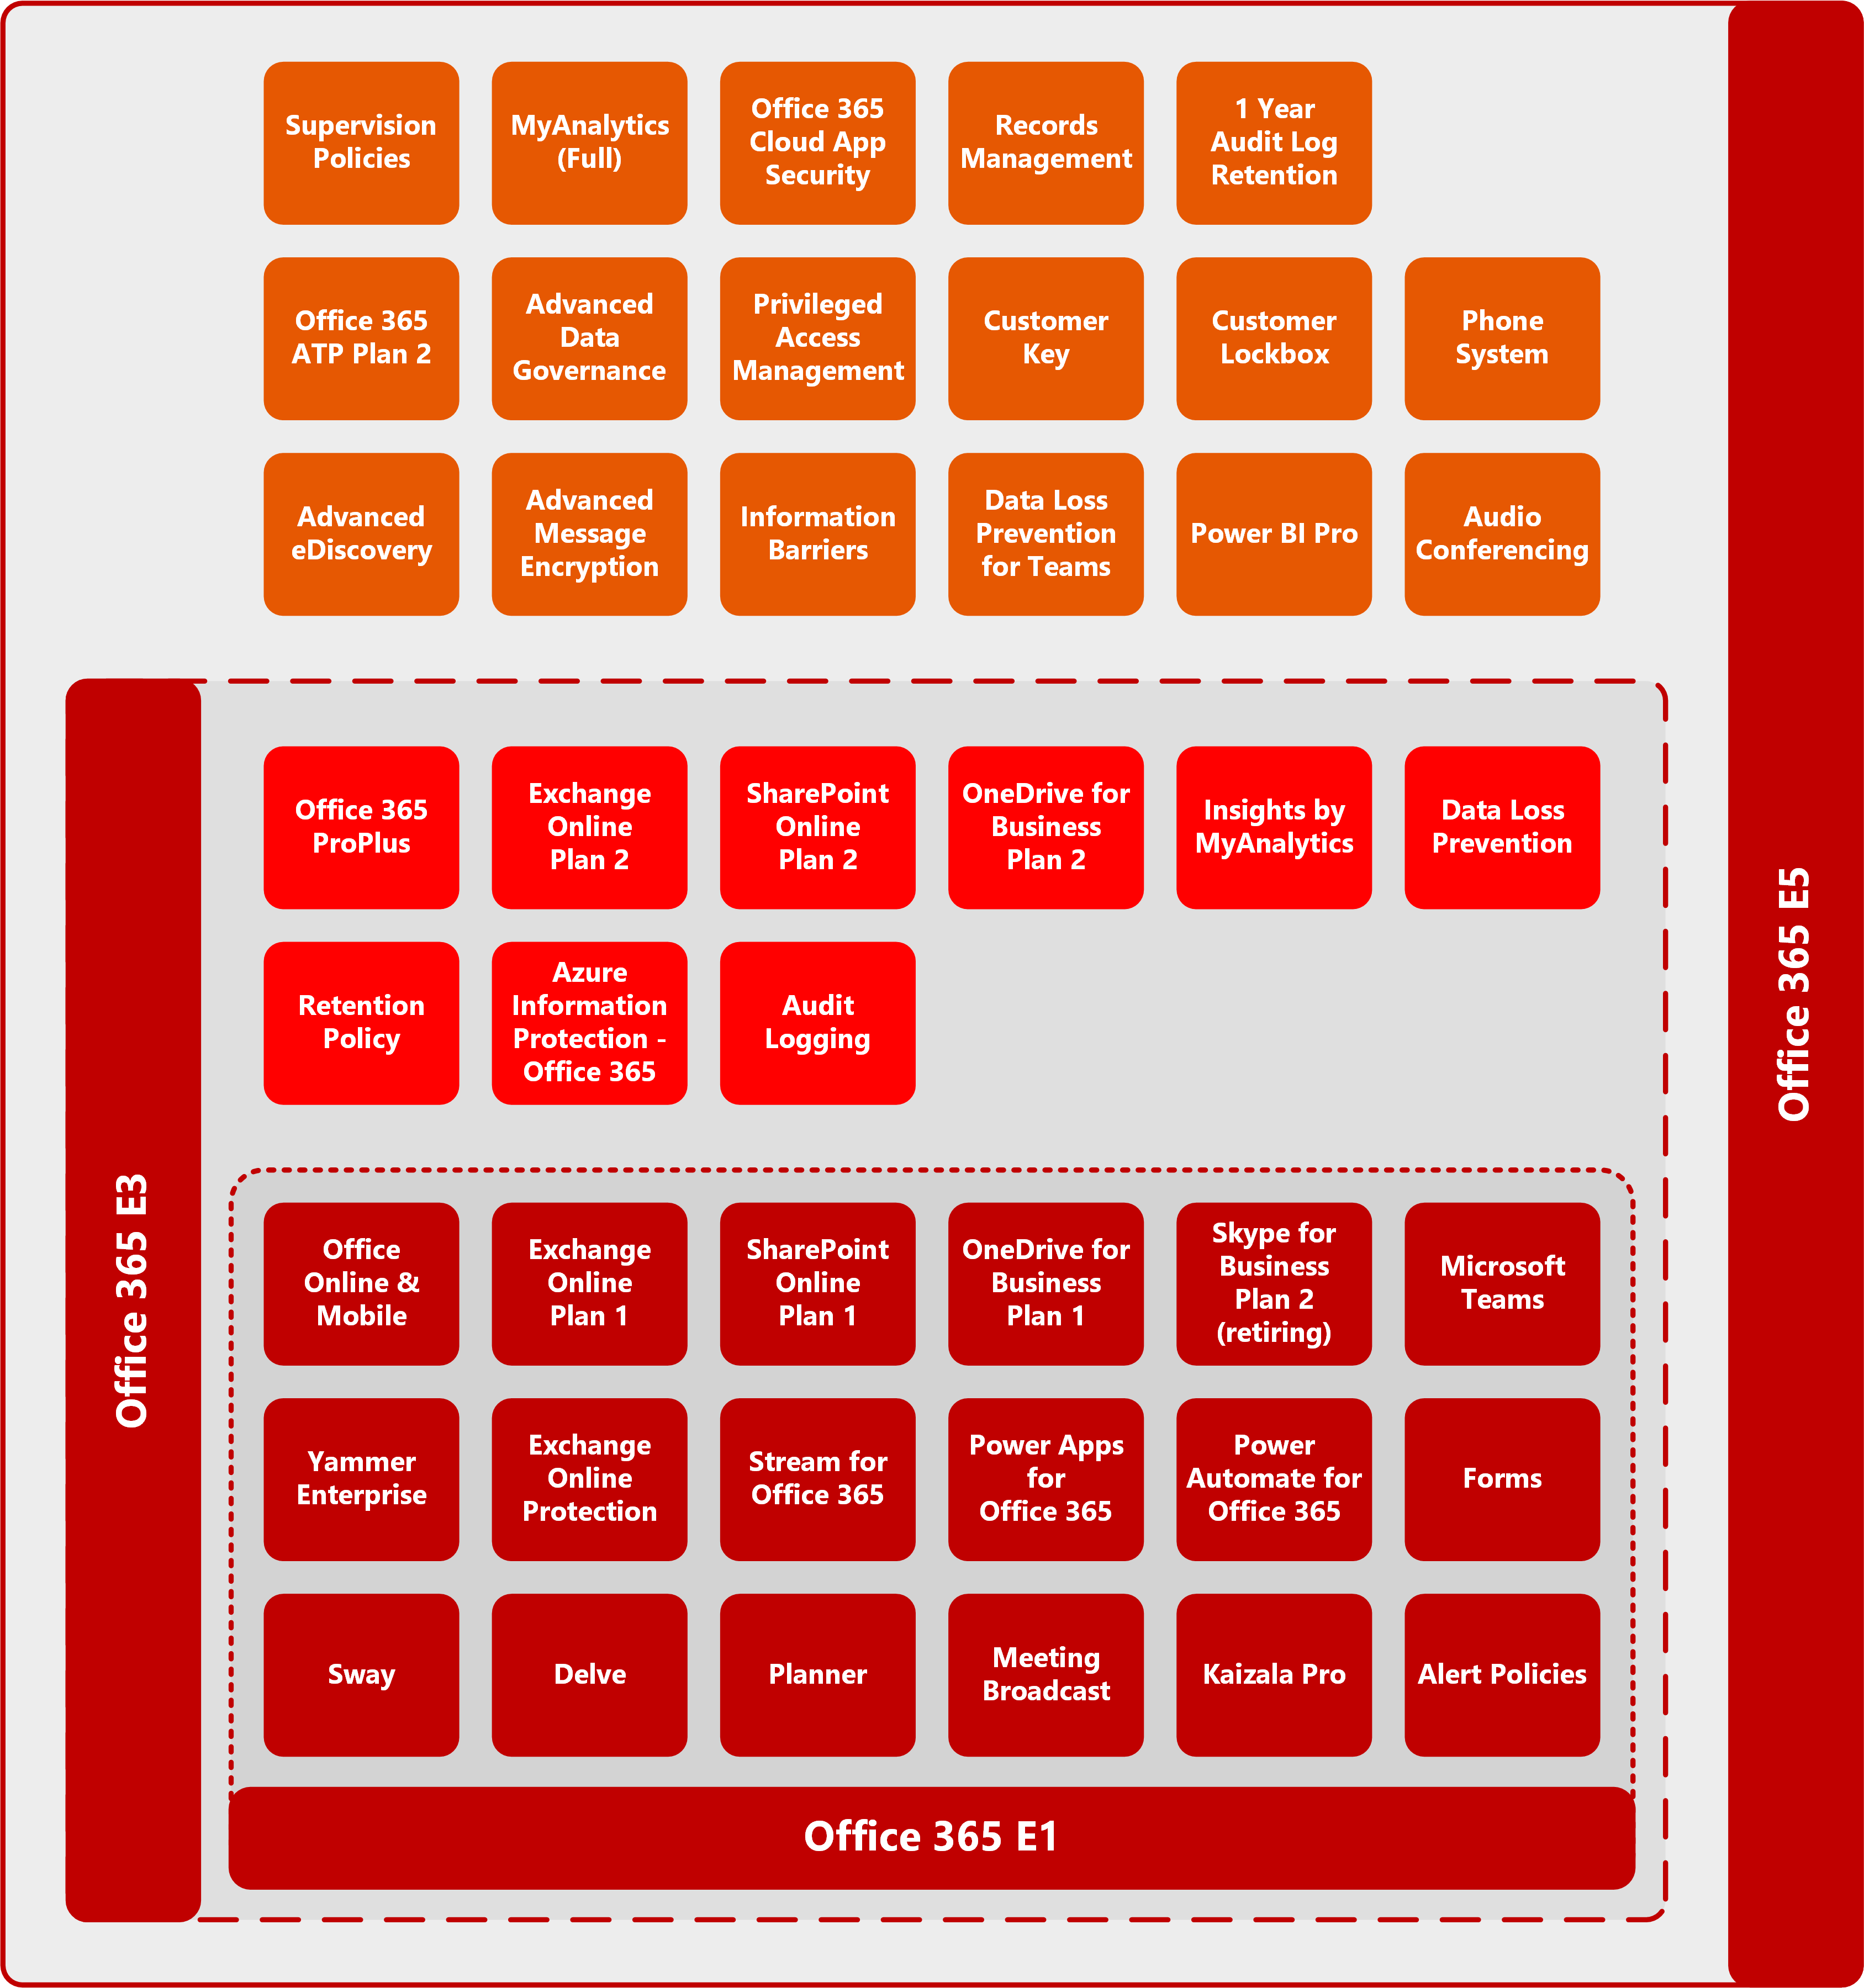 Supervision
Policies
MyAnalytics
(Full)
Office 365
Cloud App
Security
Records
Management
1 Year
Audit Log
Retention
Office 365
ATP Plan 2
Advanced
Data
Governance
Privileged
Access
Management
Customer
Key
Customer
Lockbox
Phone
System
Advanced
eDiscovery
Advanced
Message
Encryption
Information
Barriers
Data Loss
Prevention
for Teams
Power BI Pro
Audio
Conferencing
Office 365 E5
Office 365
ProPlus
Exchange
Online
Plan 2
SharePoint
Online
Plan 2
OneDrive for
Business
Plan 2
Insights by
MyAnalytics
Data Loss
Prevention
Retention
Policy
Azure
Information
Protection -
Office 365
Audit
Logging
Office 365 E3
Office
Online &
Mobile
Exchange
Online
Plan 1
SharePoint
Online
Plan 1
OneDrive for
Business
Plan 1
Skype for
Business
Plan 2
(retiring)
Microsoft
Teams
Yammer
Enterprise
Exchange
Online
Protection
Stream for
Office 365
Power Apps
for
Office 365
Power
Automate for
Office 365
Forms
Sway
Delve
Planner
Meeting
Broadcast
Kaizala Pro
Alert Policies
Office 365 E1